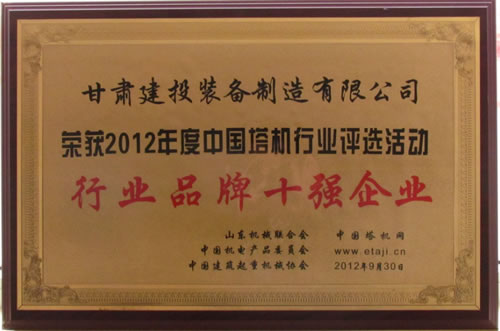 甘肃建投装备制造有限公司
荣获2012年度中国塔机行业评选活动
行业品牌十强企业
山东机械联合会 中国塔机网
中国机电产品委员会 www.etaji.cn
中国建筑起重机械协会 2012年9月30日